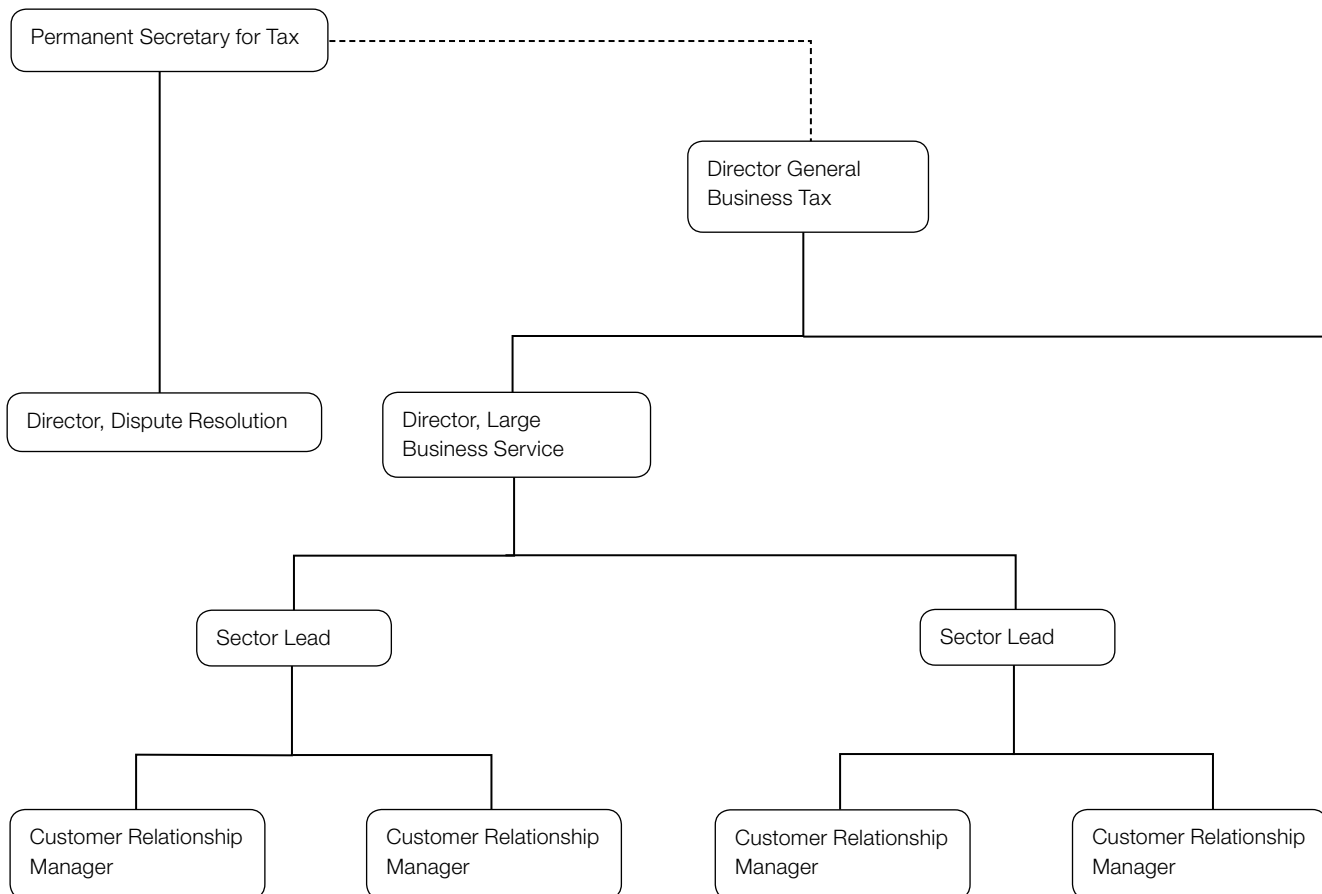 Permanent Secretary for Tax
Director General
Business Tax
Director, Dispute Resolution
Director, Large
Business Service
Sector Lead
Sector Lead
Customer Relationship
Manager
Customer Relationship
Manager
Customer Relationship
Manager
Customer Relationship
Manager